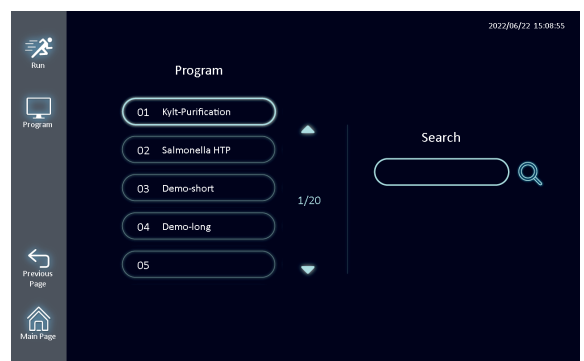 2022/06/22 15:08:55
Run
Program
Program
01 Kylt-Purification
02 Salmonella HTP
03 Demo-short
04 Demo-long
05
1/20
Search
Previous
Page
Main Page